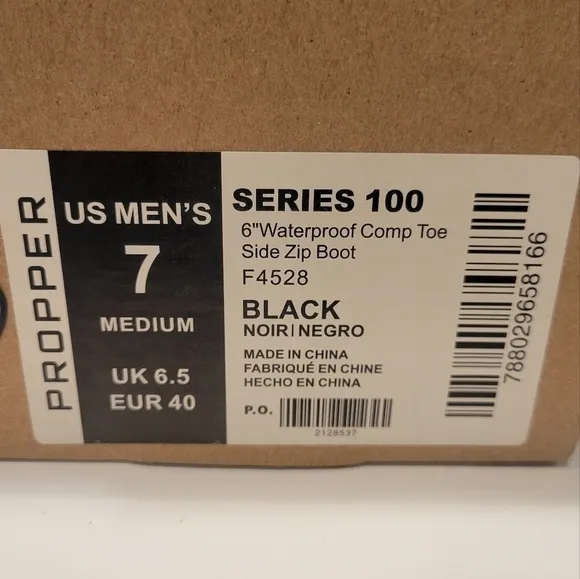 PROPPER
US MEN'S
7
MEDIUM
UK 6.5
EUR 40
SERIES 100
6"Waterproof Comp Toe
Side Zip Boot
F4528
BLACK
NOIR|NEGRO
MADE IN CHINA
FABRIQUÉ EN CHINE
HECHO EN CHINA
P.O.
2128537
788029658166